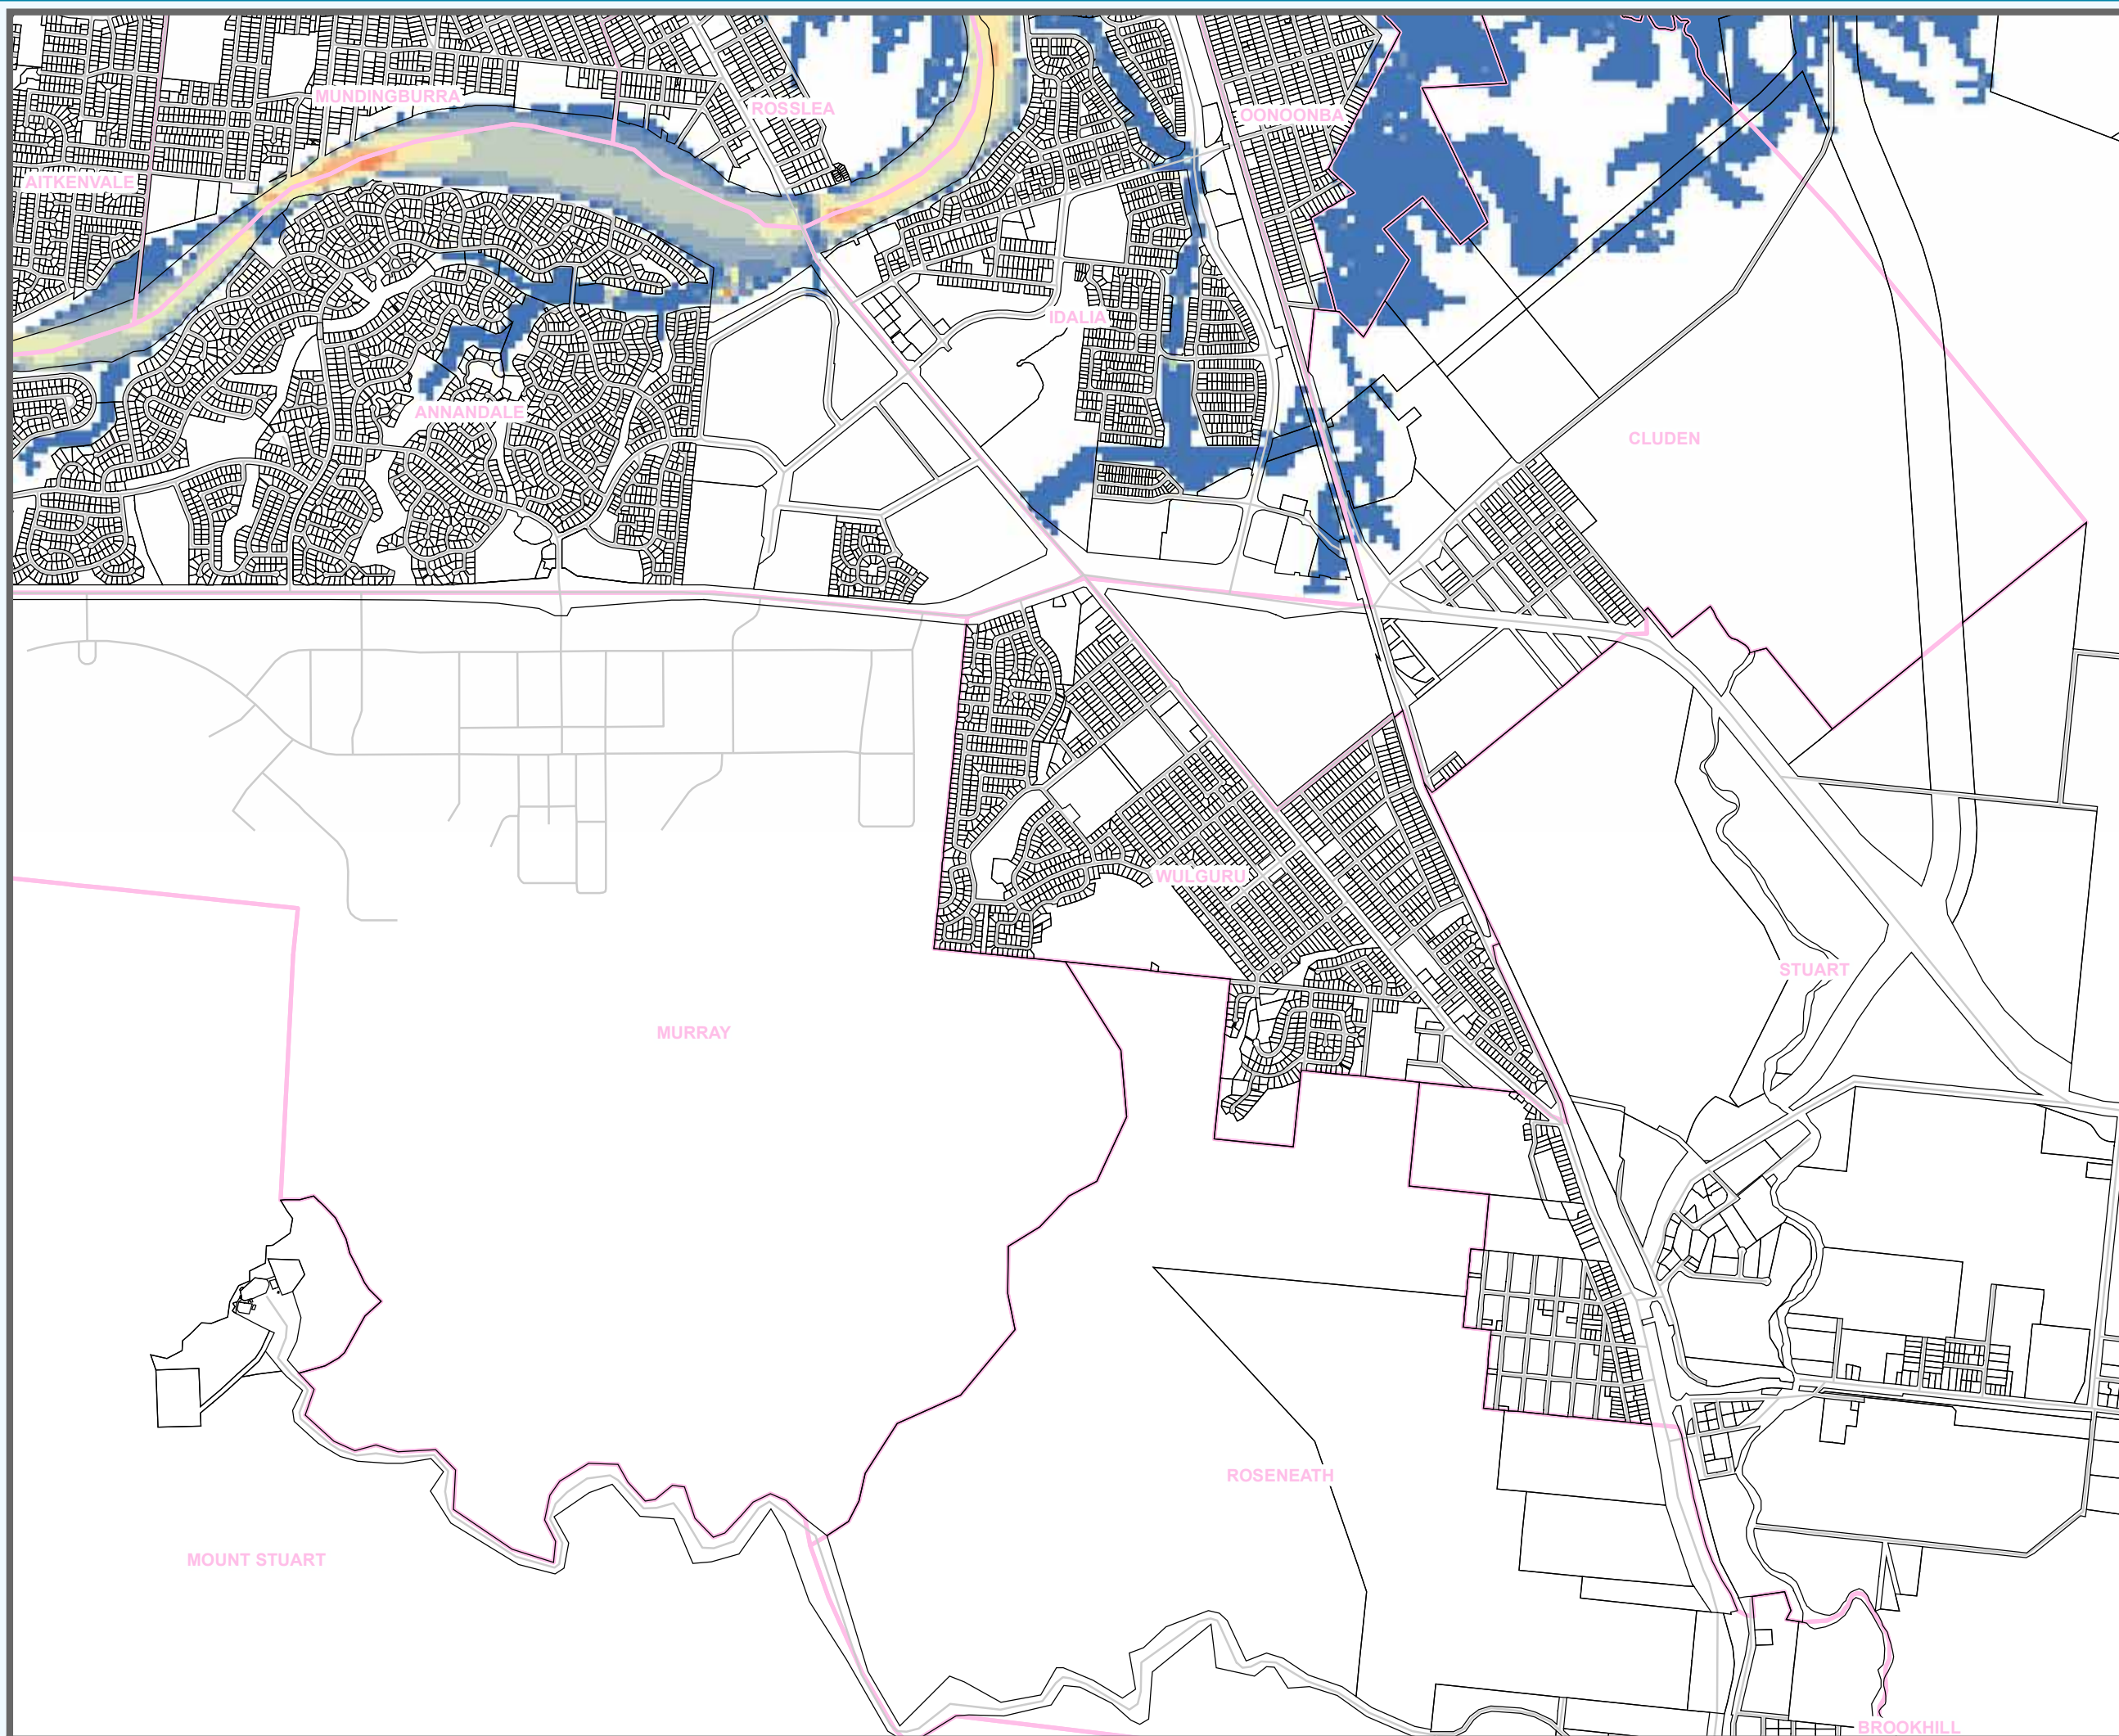 MUNDINGBURRA
ROSSLEA
OONOONBA
AITKENVALE
IDALIA
ANNANDALE
CLUDEN
WULGURU
STUART
MURRAY
ROSENEATH
MOUNT STUART
BROOKHILL